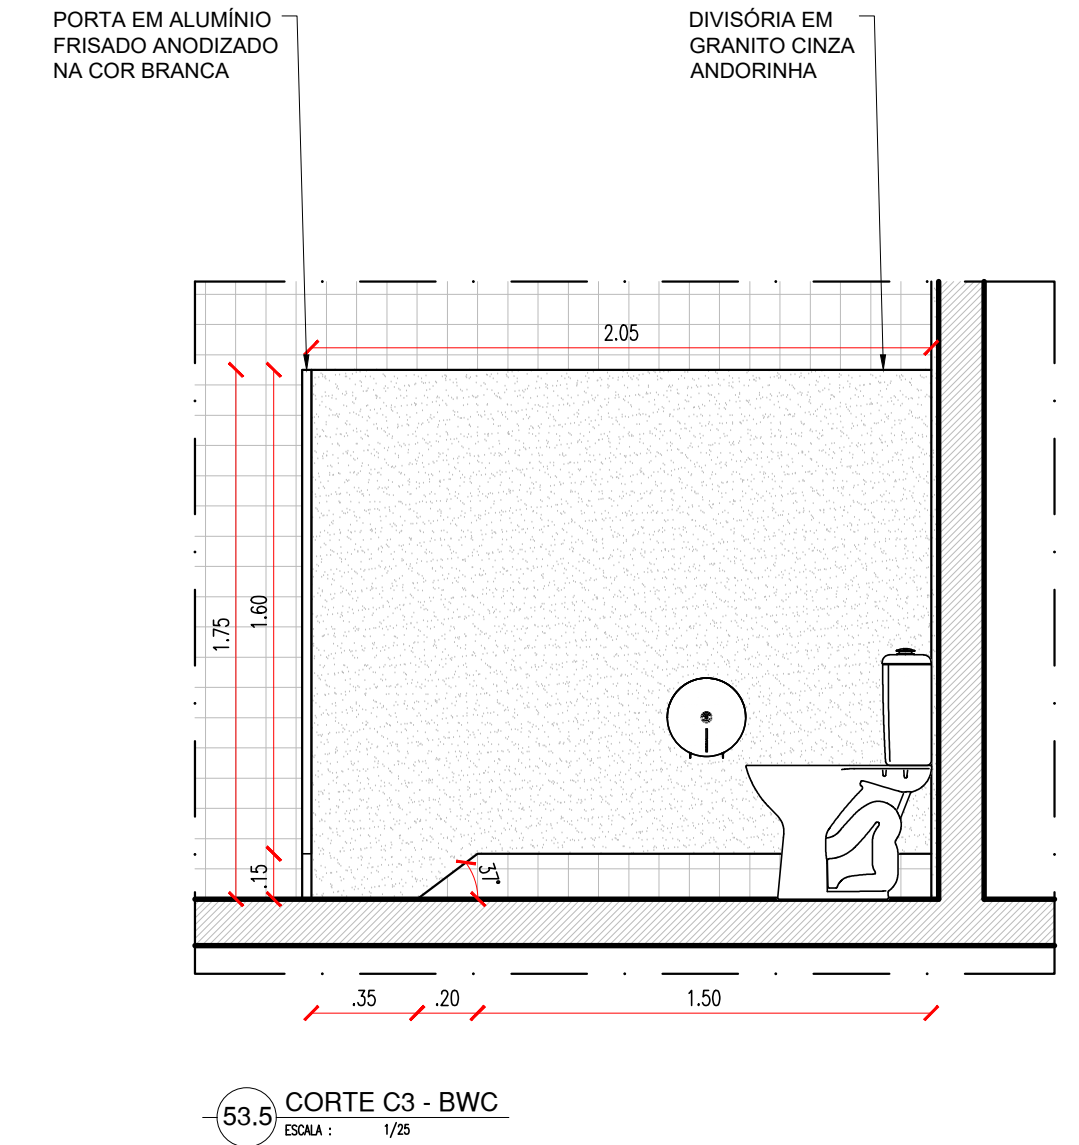 PORTA EM ALUMÍNIO
FRISADO ANODIZADO
NA COR BRANCA
DIVISÓRIA EM
GRANITO CINZA
ANDORINHA
2.05
1.75
1.60
.15
37°
.35
.20
1.50
53.5
CORTE C3 - BWC
ESCALA : 1/25